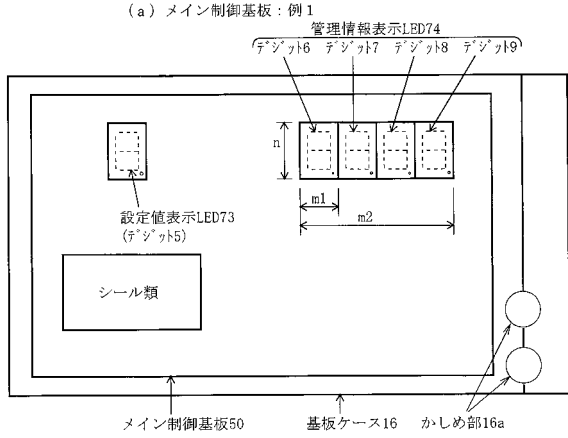 (a) メイン制御基板：例1
管理情報表示LED74
デジット6 デジット7 デジット8 デジット9
n
m1
m2
設定値表示LED73
(デジット5)
シール類
メイン制御基板50 基板ケース16 かしめ部16a